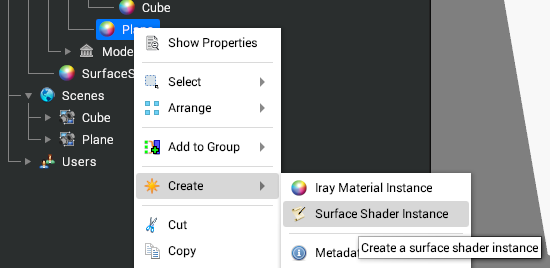 Cube
Plane
Show Properties
Mode
SurfaceS
Select
Scenes
Arrange
Cube
Plane
Add to Group
Users
Create
Iray Material Instance
Surface Shader Instance
Cut
Create a surface shader instance
Copy
Metada